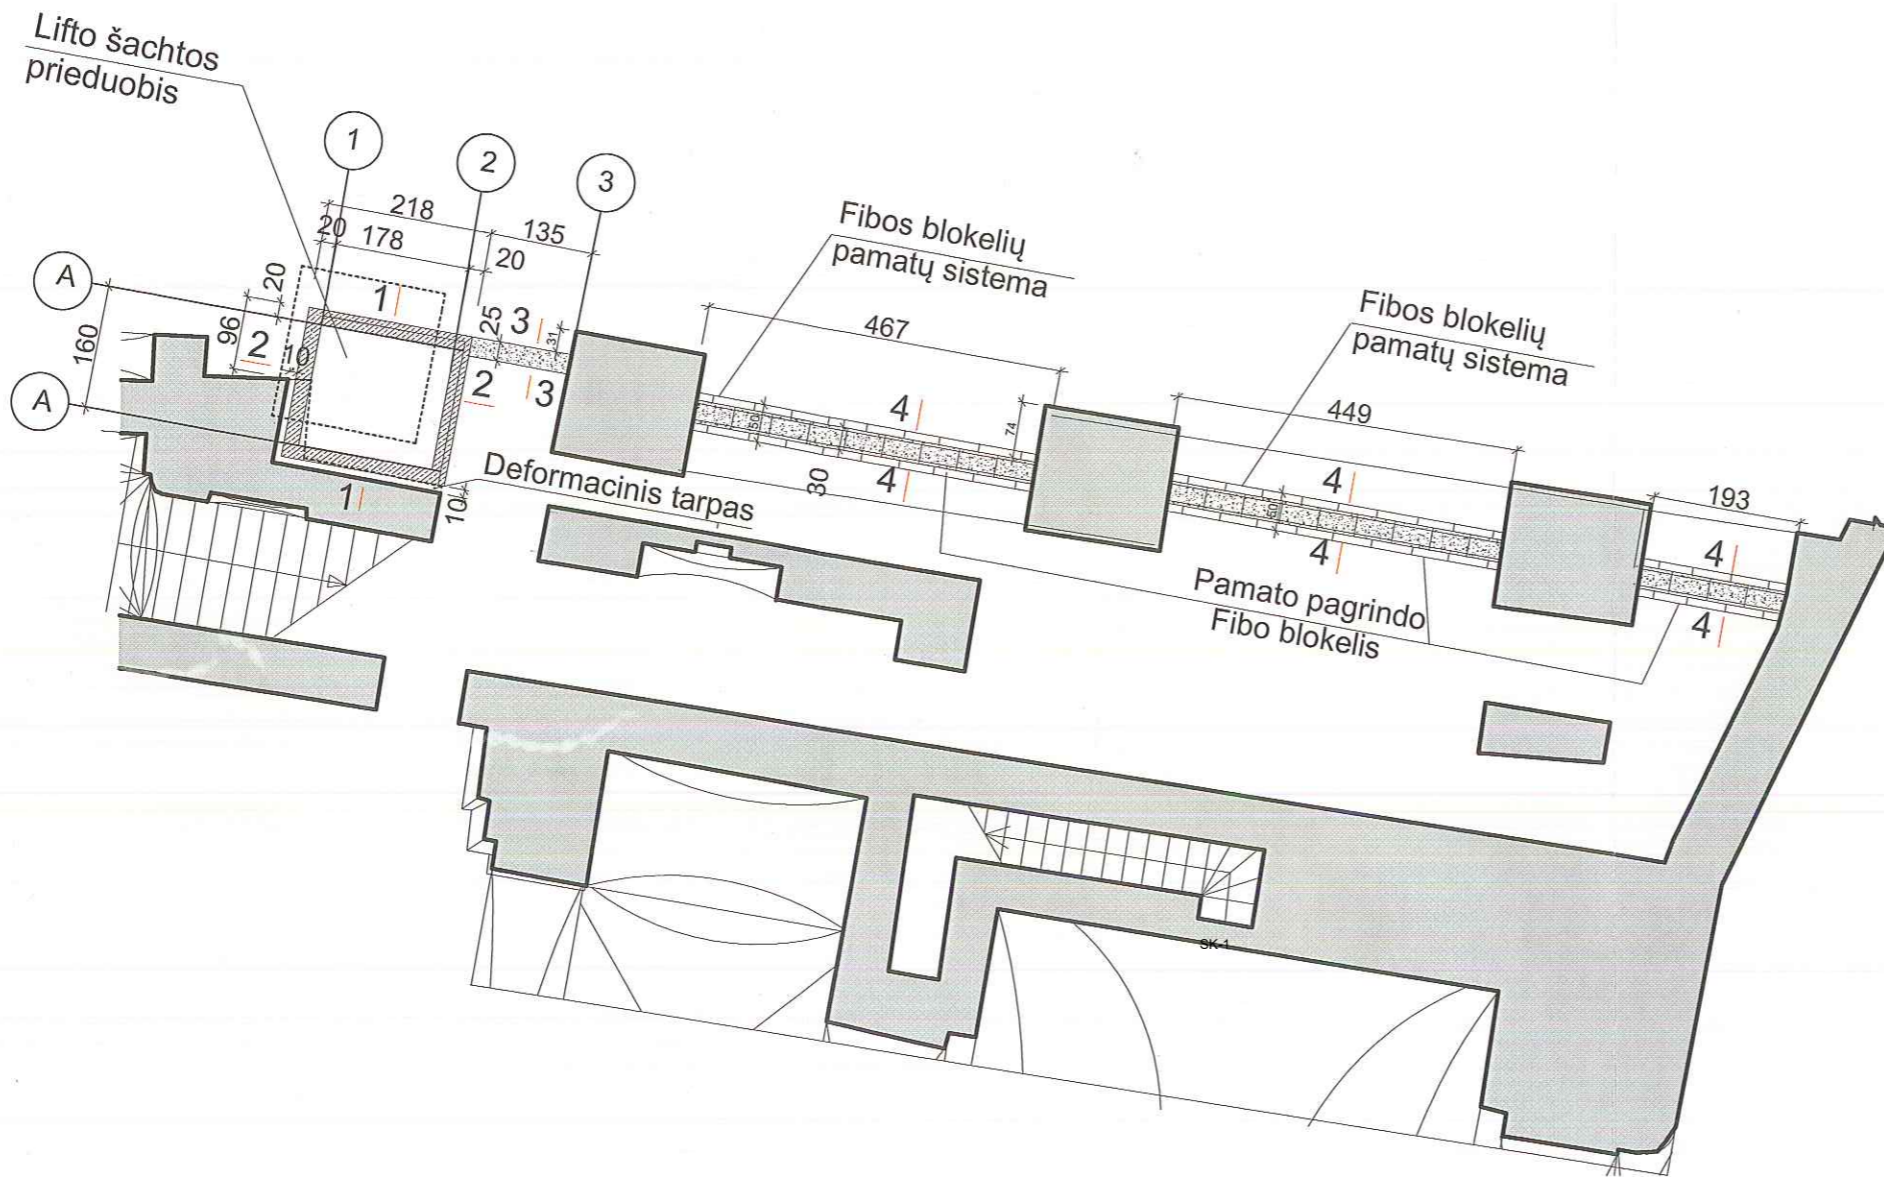 Lifto šachtos
prieduobis
1
2
3
218
135
20
178
20
A
20
160
96
2
10
1
25
3
31
A
2
3
1
10
Deformacinis tarpas
Fibos blokelių
pamatų sistema
467
4
50
74
30
4
Fibos blokelių
pamatų sistema
449
4
4
193
4
4
Pamato pagrindo
Fibo blokelis
SK-1